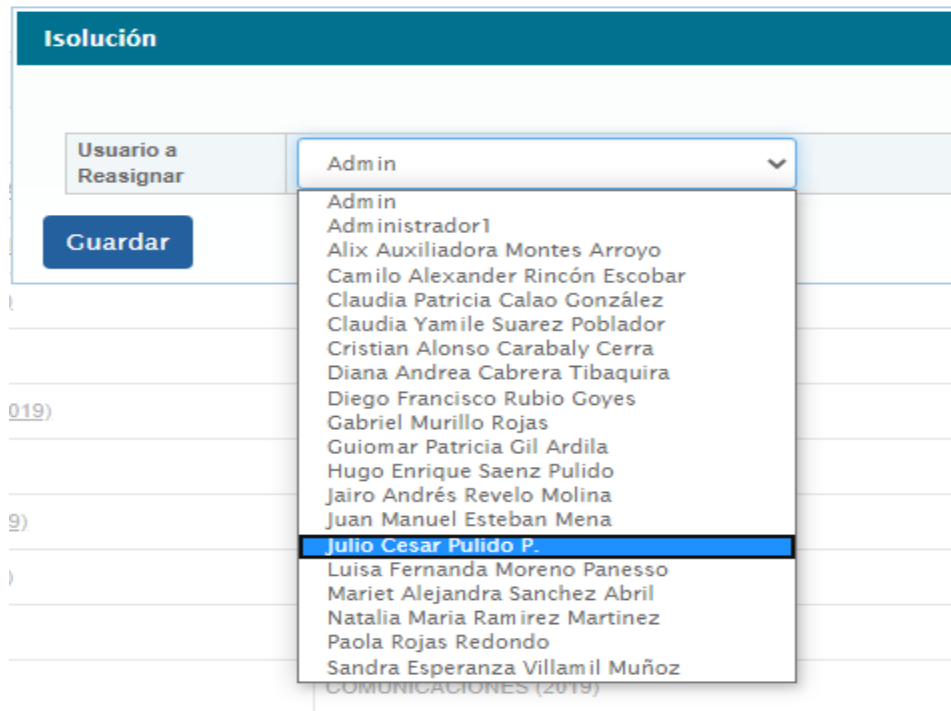 Isolución
Usuario a
Reasignar
Admin
Guardar
Admin
Administrador1
Alix Auxiliadora Montes Arroyo
Camilo Alexander Rincón Escobar
Claudia Patricia Calao González
Claudia Yamile Suarez Poblador
Cristian Alonso Carabaly Cerra
Diana Andrea Cabrera Tibaquira
Diego Francisco Rubio Goyes
Gabriel Murillo Rojas
Guiomar Patricia Gil Ardila
Hugo Enrique Saenz Pulido
Jairo Andrés Revelo Molina
Juan Manuel Esteban Mena
Julio Cesar Pulido P.
Luisa Fernanda Moreno Panesso
Mariet Alejandra Sanchez Abril
Natalia Maria Ramirez Martinez
Paola Rojas Redondo
Sandra Esperanza Villamil Muñoz
019)
9)
COMUNICACIONES (2019)